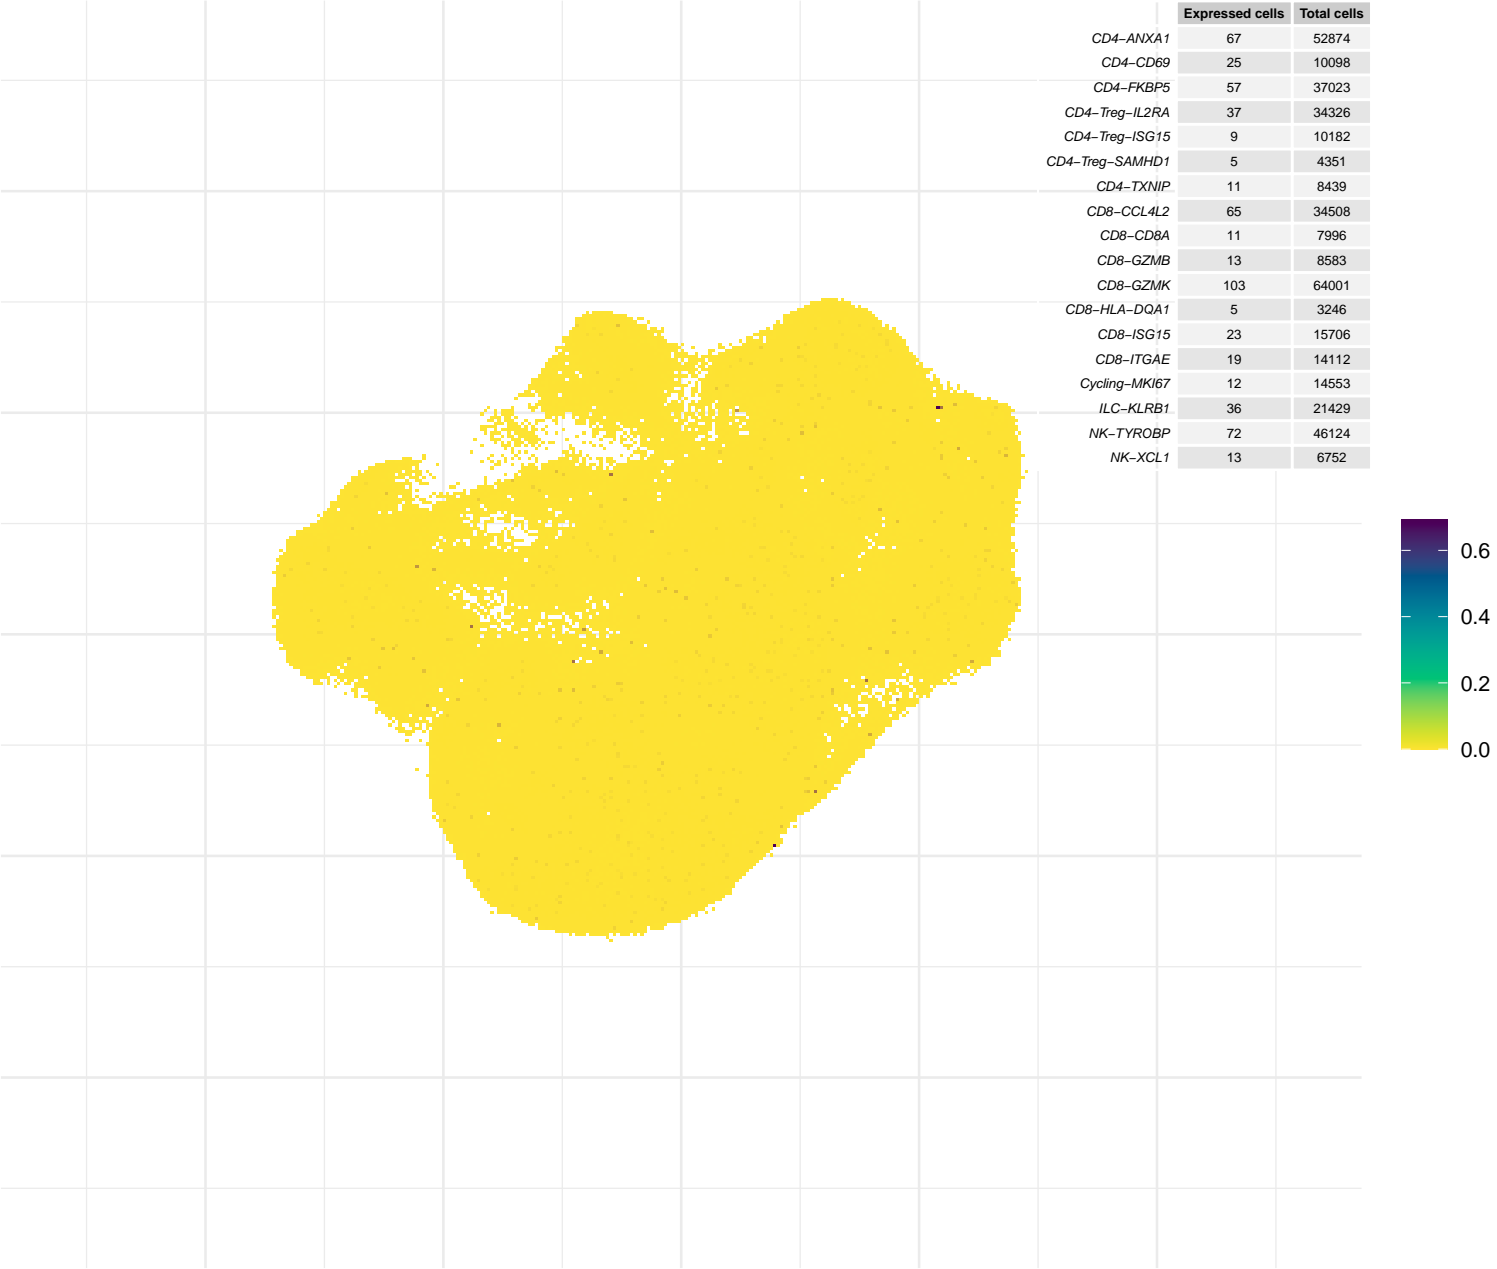 Expressed cells Total cells
CD4−ANXA1 67 52874
CD4−CD69 25 10098
CD4−FKBP5 57 37023
CD4−Treg−IL2RA 37 34326
CD4−Treg−ISG15 9 10182
CD4−Treg−SAMHD1 5 4351
CD4−TXNIP 11 8439
CD8−CCL4L2 65 34508
CD8−CD8A 11 7996
CD8−GZMB 13 8583
CD8−GZMK 103 64001
CD8−HLA−DQA1 5 3246
CD8−ISG15 23 15706
CD8−ITGAE 19 14112
Cycling−MKI67 12 14553
ILC−KLRB1 36 21429
NK−TYROBP 72 46124
NK−XCL1 13 6752
0.6
0.4
0.2
0.0